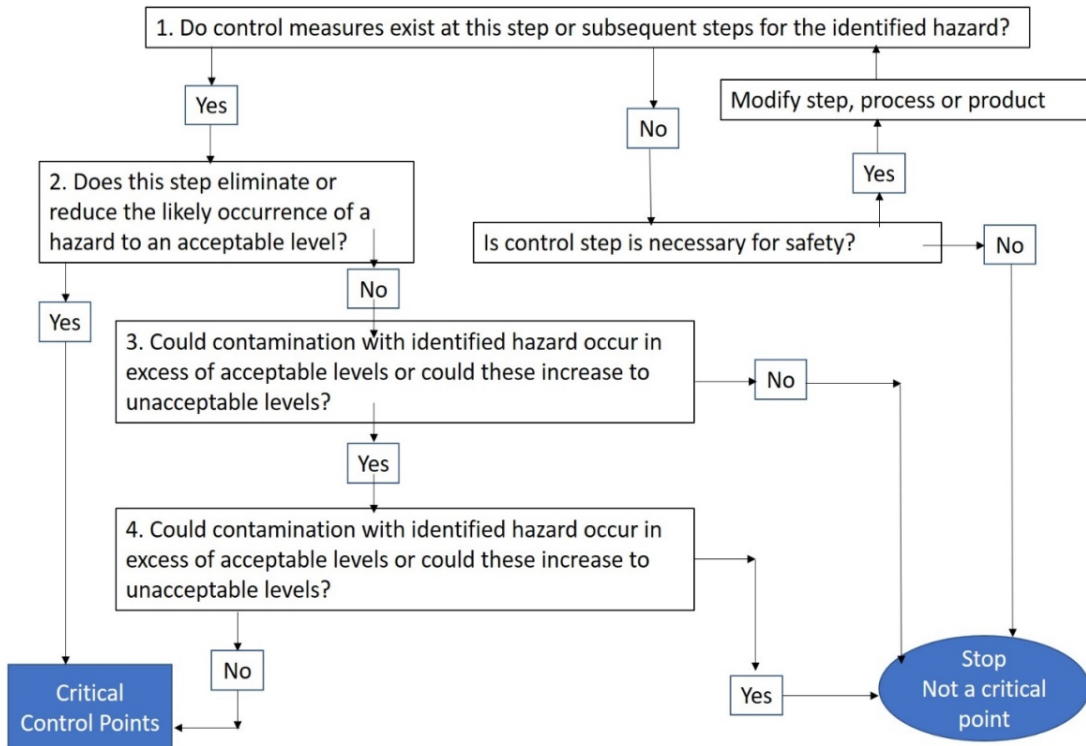 1. Do control measures exist at this step or subsequent steps for the identified hazard?
Yes
No
Modify step, process or product
Yes
2. Does this step eliminate or
reduce the likely occurrence of a
hazard to an acceptable level?
Is control step is necessary for safety?
No
Yes
No
3. Could contamination with identified hazard occur in
excess of acceptable levels or could these increase to
unacceptable levels?
No
Yes
4. Could contamination with identified hazard occur in
excess of acceptable levels or could these increase to
unacceptable levels?
No
Yes
Critical
Control Points
Stop
Not a critical
point